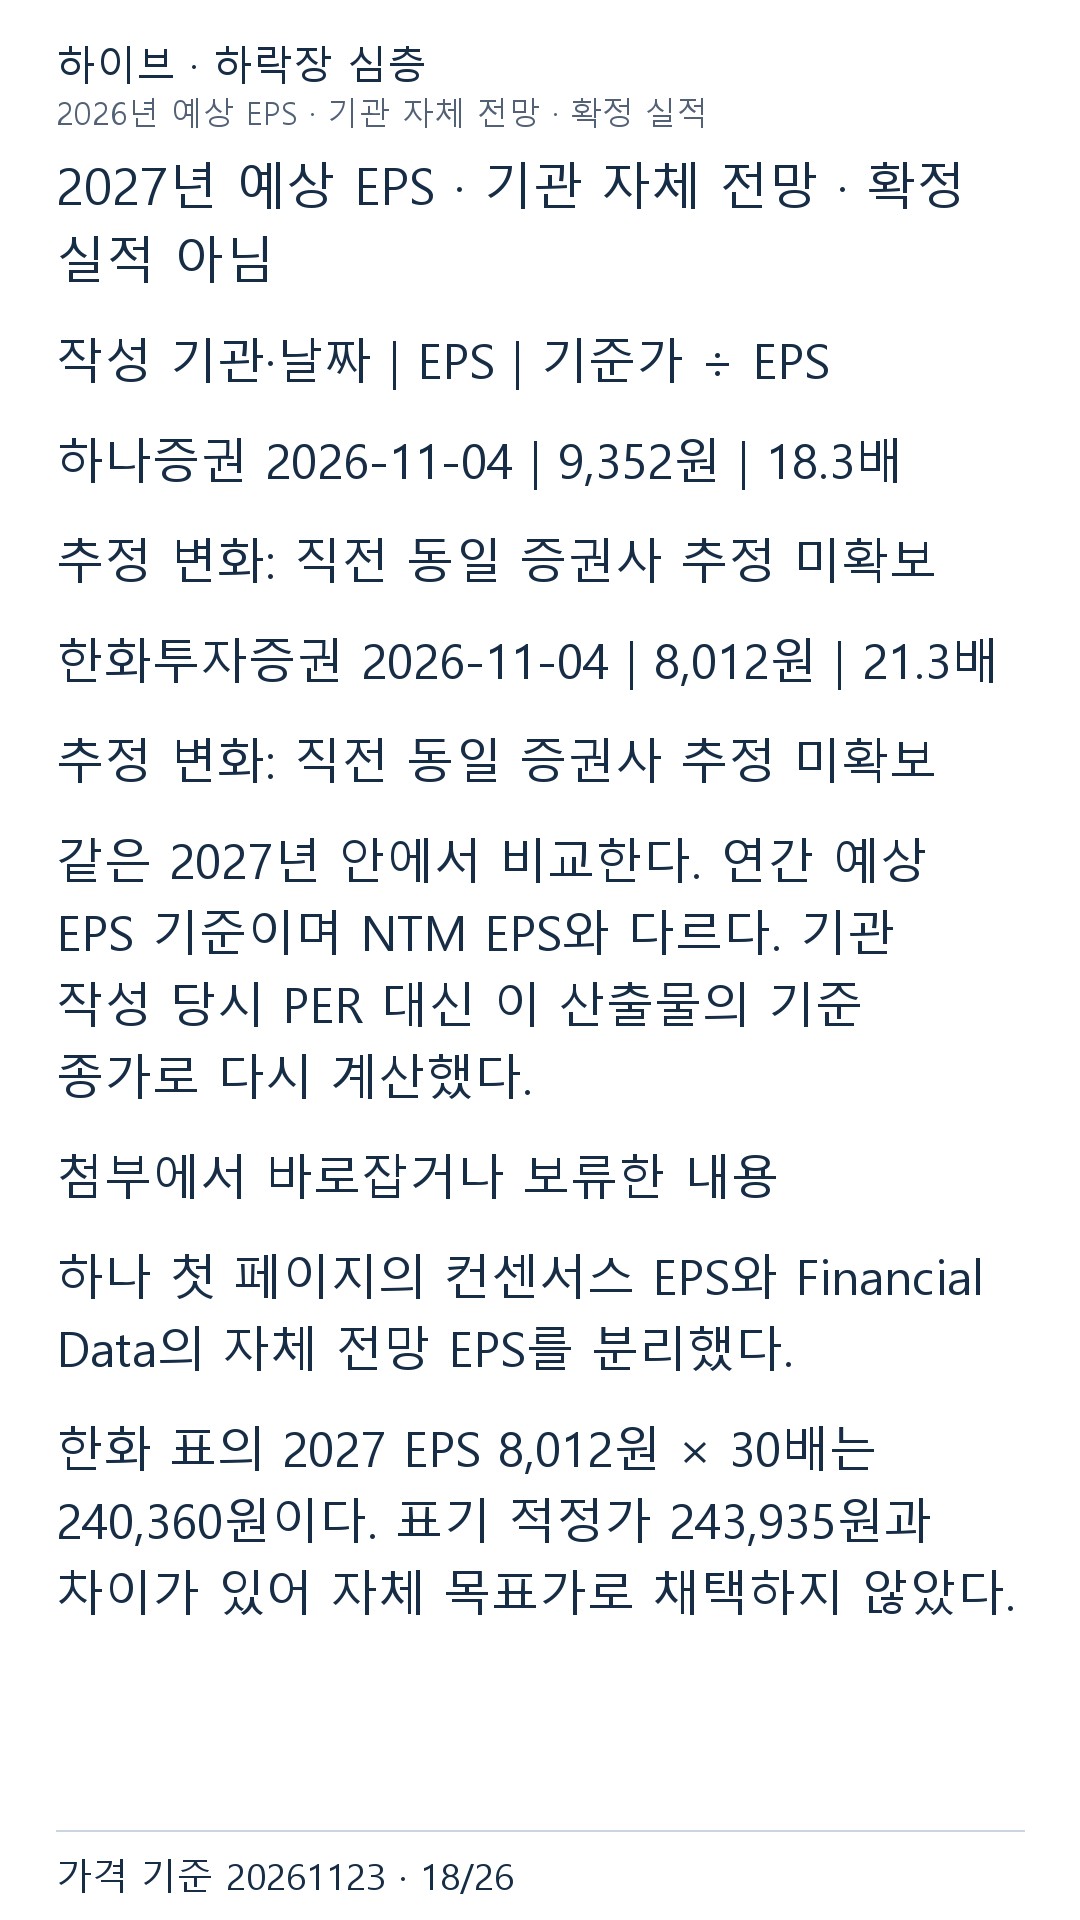 하이브 · 하락장 심층
2026년 예상 EPS · 기관 자체 전망 · 확정 실적
2027년 예상 EPS · 기관 자체 전망 · 확정
실적 아님
작성 기관·날짜 | EPS | 기준가 ÷ EPS
하나증권 2026-11-04 | 9,352원 | 18.3배
추정 변화: 직전 동일 증권사 추정 미확보
한화투자증권 2026-11-04 | 8,012원 | 21.3배
추정 변화: 직전 동일 증권사 추정 미확보
같은 2027년 안에서 비교한다. 연간 예상
EPS 기준이며 NTM EPS와 다르다. 기관
작성 당시 PER 대신 이 산출물의 기준
종가로 다시 계산했다.
첨부에서 바로잡거나 보류한 내용
하나 첫 페이지의 컨센서스 EPS와 Financial
Data의 자체 전망 EPS를 분리했다.
한화 표의 2027 EPS 8,012원 × 30배는
240,360원이다. 표기 적정가 243,935원과
차이가 있어 자체 목표가로 채택하지 않았다.
가격 기준 20261123 · 18/26